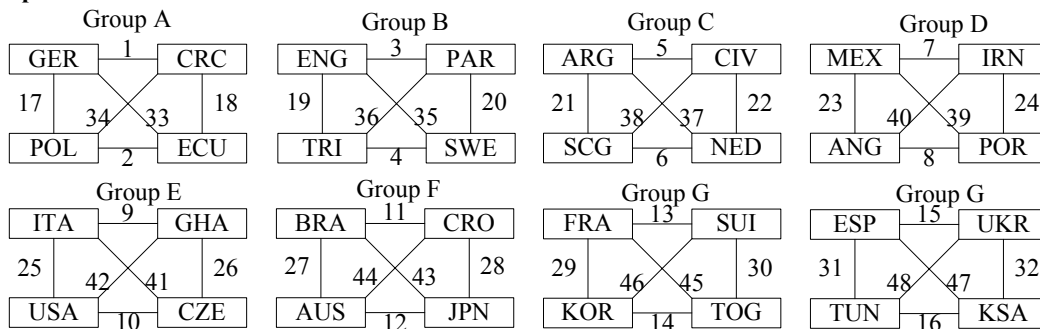 Group A Group B Group C Group D
1 3 5 7
GER CRC ENG PAR ARG CIV MEX IRN
17 34 33 18 19 36 35 20 21 38 37 22 23 40 39 24
POL ECU TRI SWE SCG NED ANG POR
2 4 6 8
Group E Group F Group G Group G
9 11 13 15
ITA GHA BRA CRO FRA SUI ESP UKR
25 42 41 26 27 44 43 28 29 46 45 30 31 48 47 32
USA CZE AUS JPN KOR TOG TUN KSA
10 12 14 16